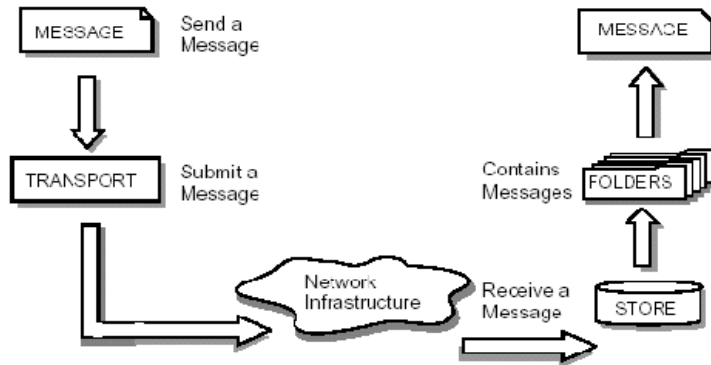 MESSAGE
Send a
Message
TRANSPORT
Submit a
Message
Network
Infrastructure
Receive a
Message
STORE
Contains
Messages
FOLDERS
MESSAGE